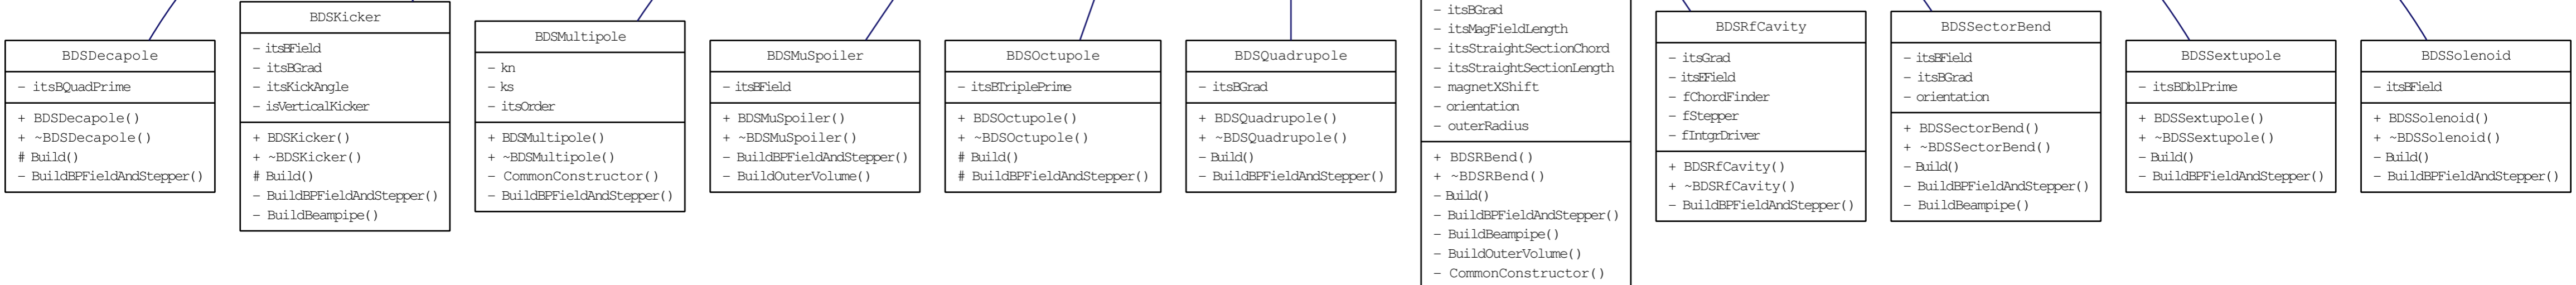 BDSDecapole
- itsBQuadPrime
+ BDSDecapole()
+ ~BDSDecapole()
# Build()
- BuildBPFieldAndStepper()
BDSKicker
- itsBField
- itsBGrad
- itsKickAngle
- isVerticalKicker
+ BDSKicker()
+ ~BDSKicker()
# Build()
- BuildBPFieldAndStepper()
- BuildBeampipe()
BDSMultipole
- kn
- ks
- itsOrder
+ BDSMultipole()
+ ~BDSMultipole()
- CommonConstructor()
- BuildBPFieldAndStepper()
BDSMuSpoiler
- itsBField
+ BDSMuSpoiler()
+ ~BDSMuSpoiler()
- BuildBPFieldAndStepper()
- BuildOuterVolume()
BDSOctupole
- itsBTriplePrime
+ BDSOctupole()
+ ~BDSOctupole()
# Build()
# BuildBPFieldAndStepper()
BDSQuadrupole
- itsBGrad
+ BDSQuadrupole()
+ ~BDSQuadrupole()
- Build()
- BuildBPFieldAndStepper()
- itsBGrad
- itsMagFieldLength
- itsStraightSectionChord
- itsStraightSectionLength
- magnetXShift
- orientation
- outerRadius
+ BDSRBend()
+ ~BDSRBend()
- Build()
- BuildBPFieldAndStepper()
- BuildBeampipe()
- BuildOuterVolume()
- CommonConstructor()
BDSRfCavity
- itsGrad
- itsEField
- fChordFinder
- fStepper
- fIntgrDriver
+ BDSRfCavity()
+ ~BDSRfCavity()
- BuildBPFieldAndStepper()
BDSSectorBend
- itsBField
- itsBGrad
- orientation
+ BDSSectorBend()
+ ~BDSSectorBend()
- Build()
- BuildBPFieldAndStepper()
- BuildBeampipe()
BDSSextupole
- itsBDblPrime
+ BDSSextupole()
+ ~BDSSextupole()
- Build()
- BuildBPFieldAndStepper()
BDSSolenoid
- itsBField
+ BDSSolenoid()
+ ~BDSSolenoid()
- Build()
- BuildBPFieldAndStepper()